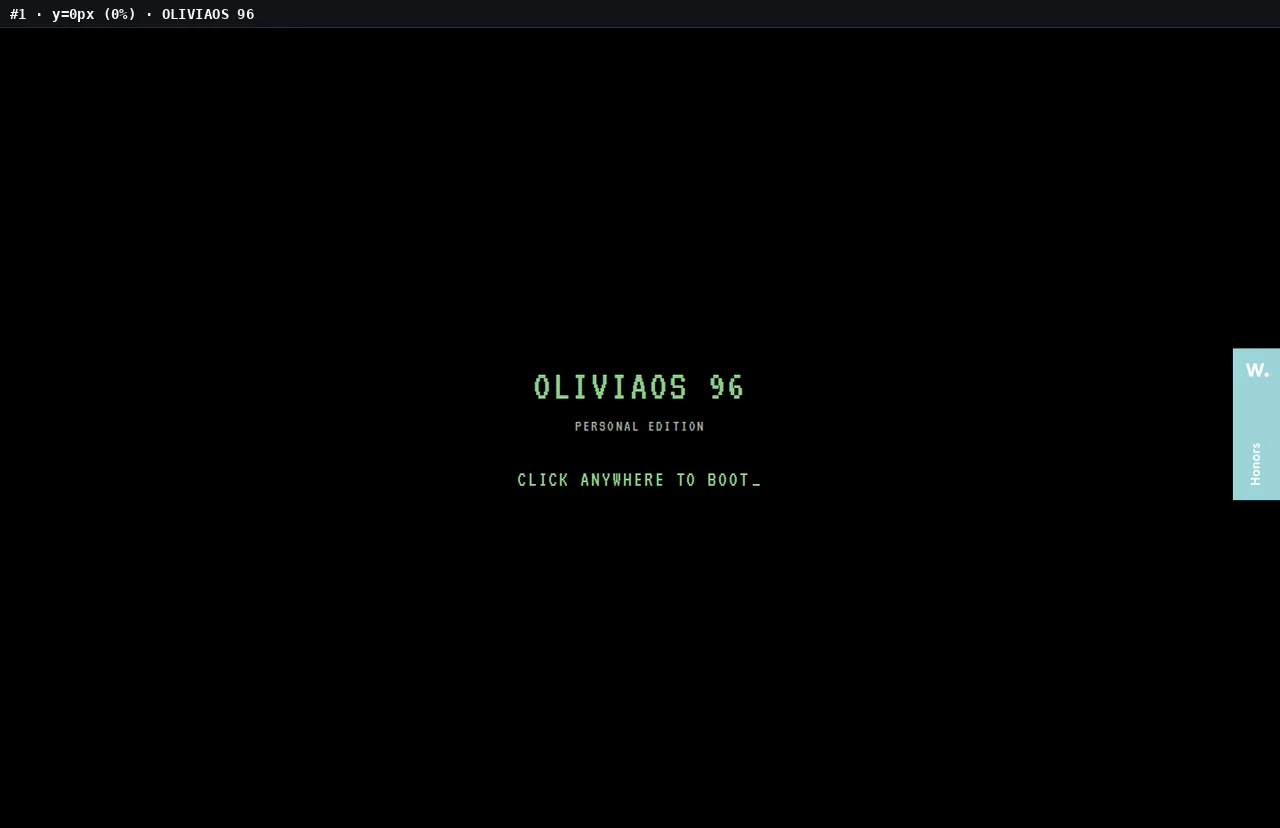 #1 · y=0px (0%) · OLIVIAOS 96
OLIVIAOS 96
PERSONAL EDITION
CLICK ANYWHERE TO BOOT_
W.
Honors